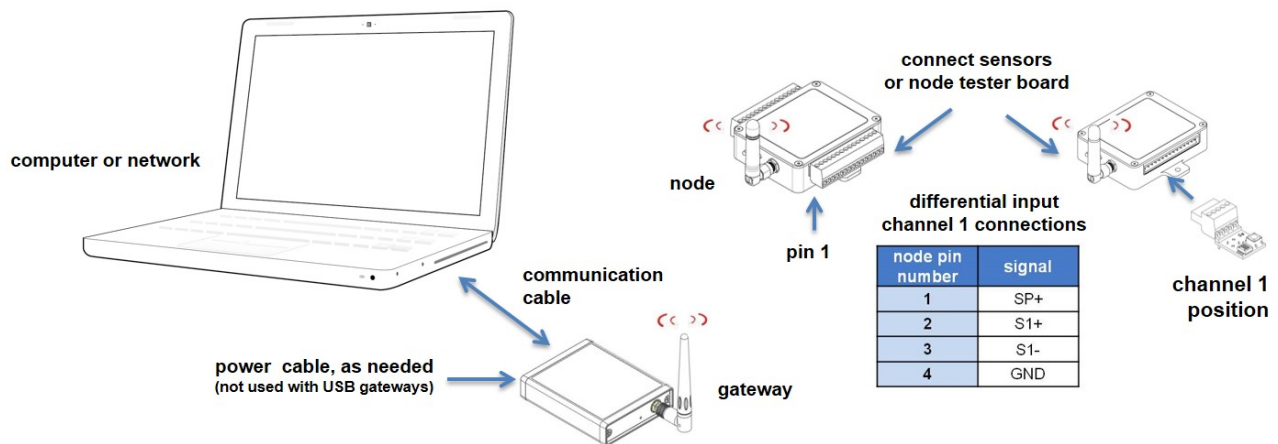 computer or network
communication
cable
power cable, as needed
(not used with USB gateways)
gateway
node
pin 1
connect sensors
or node tester board
differential input
channel 1 connections
node pin number signal
1 SP+
2 S1+
3 S1-
4 GND
channel 1
position